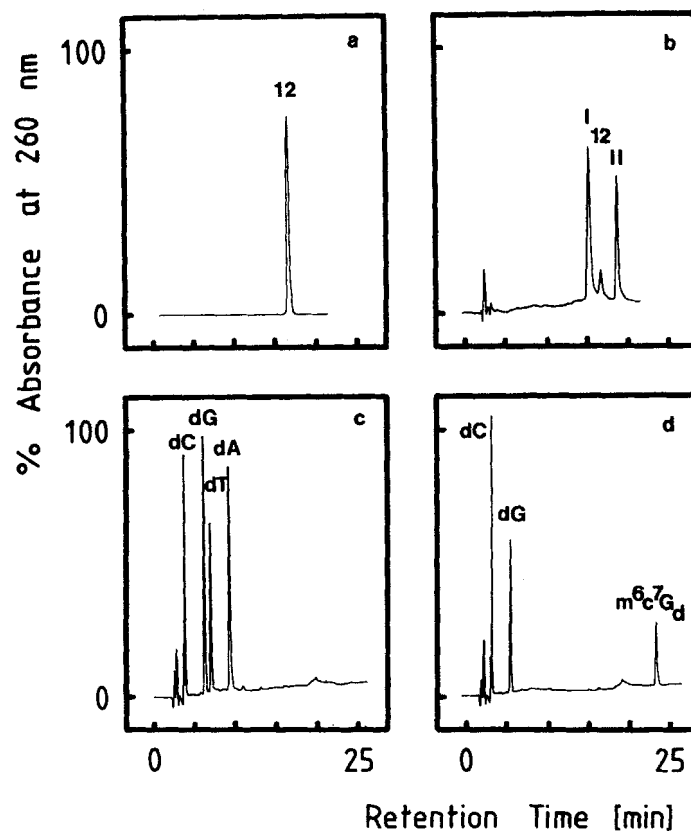 % Absorbance at 260 nm
a
100
12
0
b
I
12
II
c
100
dC
dG
dT
dA
0
0
25
d
dC
dG
m⁶c⁷Gd
0
25
Retention Time [min]